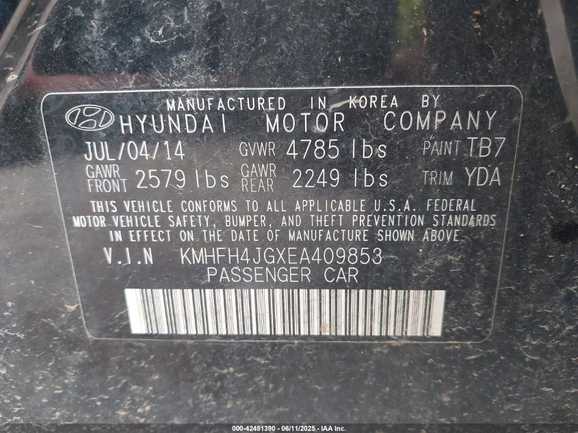 MANUFACTURED IN KOREA BY
HYUNDAI MOTOR COMPANY
JUL/04/14 GVWR 4785 lbs PAINT TB7
GAWR FRONT 2579 lbs GAWR REAR 2249 lbs TRIM YDA
THIS VEHICLE CONFORMS TO ALL APPLICABLE U.S.A. FEDERAL
MOTOR VEHICLE SAFETY, BUMPER, AND THEFT PREVENTION STANDARDS
IN EFFECT ON THE DATE OF MANUFACTURE SHOWN ABOVE.
V.I.N KMHFH4JGXEA409853
PASSENGER CAR
000-42481390 - 06/11/2025 - IAA Inc.